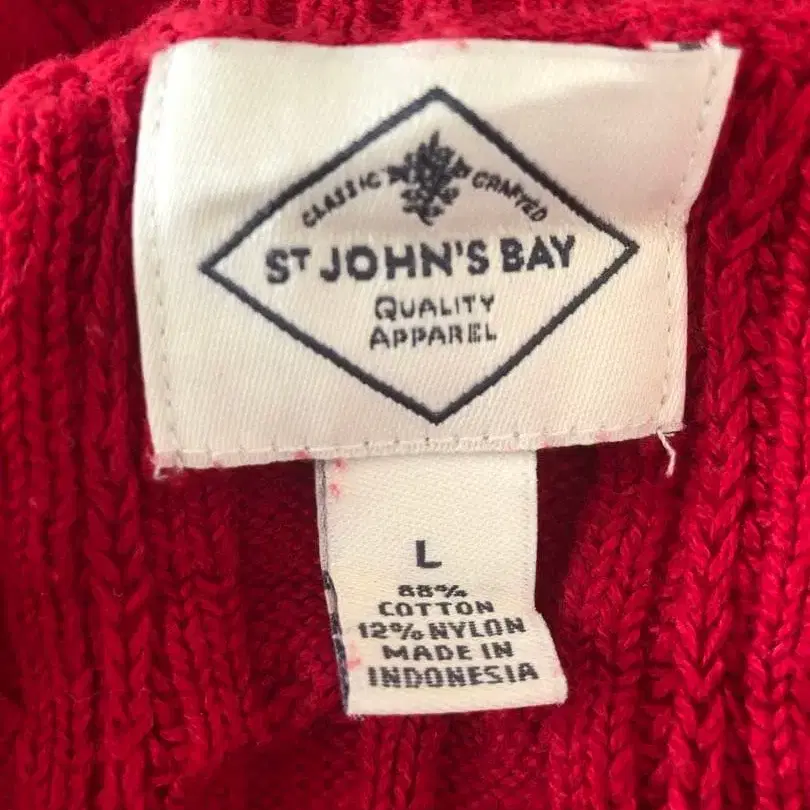 CLASSIC CRAFTED
ST JOHN'S BAY
QUALITY
APPAREL
L
88%
COTTON
12% NYLON
MADE IN
INDONESIA